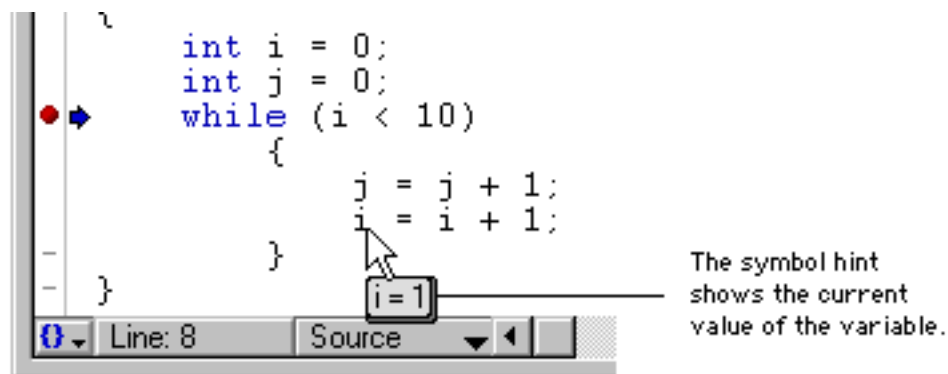 {
int i = 0;
int j = 0;
while (i < 10)
{
j = j + 1;
i = i + 1;
}
}
i = 1
The symbol hint
shows the current
value of the variable.
{} Line: 8 Source